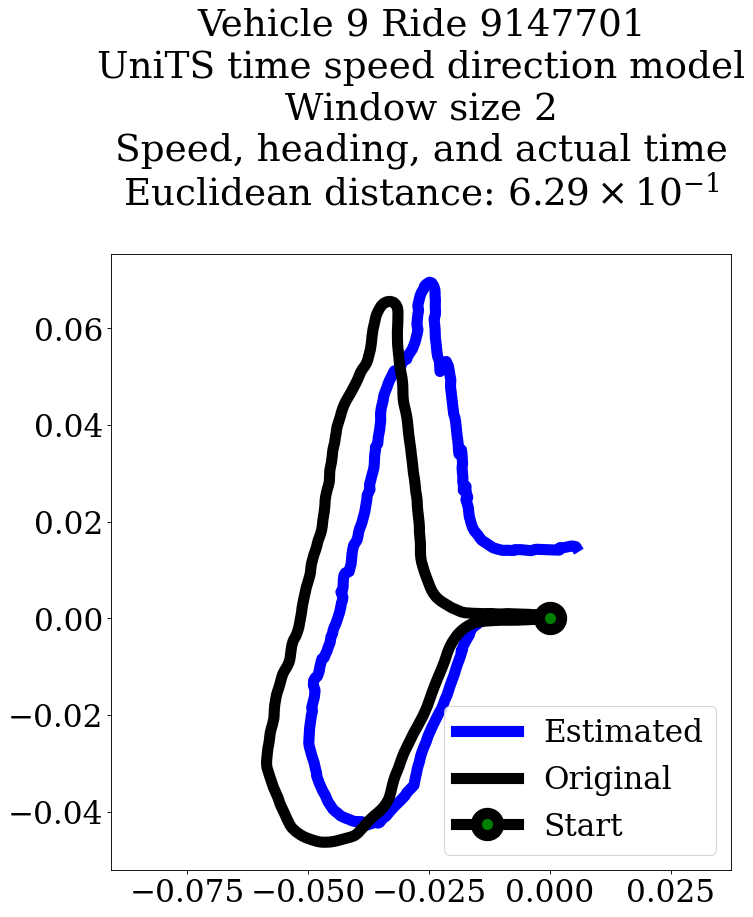 Vehicle 9 Ride 9147701
UniTS time speed direction model
Window size 2
Speed, heading, and actual time
Euclidean distance: 6.29 × 10⁻¹
0.06
0.04
0.02
0.00
−0.02
−0.04
Estimated
Original
Start
−0.075 −0.050 −0.025 0.000 0.025